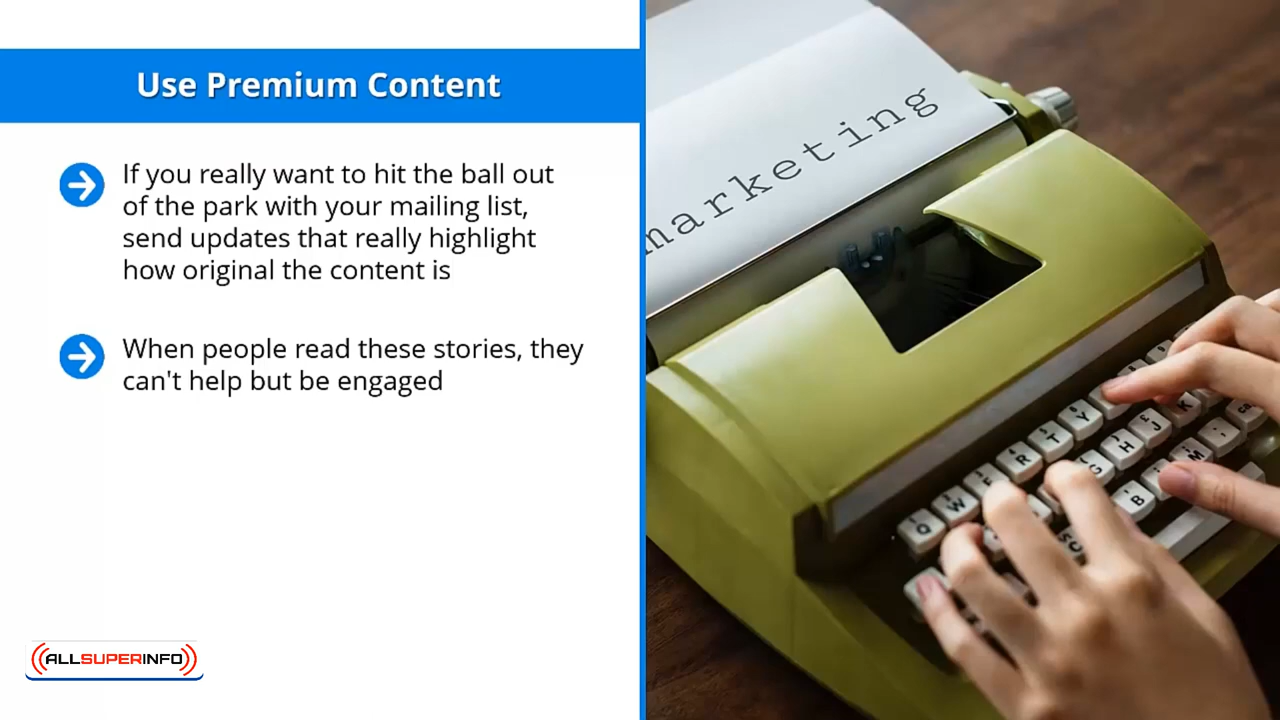 Use Premium Content
If you really want to hit the ball out
of the park with your mailing list,
send updates that really highlight
how original the content is
When people read these stories, they
can't help but be engaged
ALLSUPERINFO
marketing
Q W E R T Y
G H J K
B M